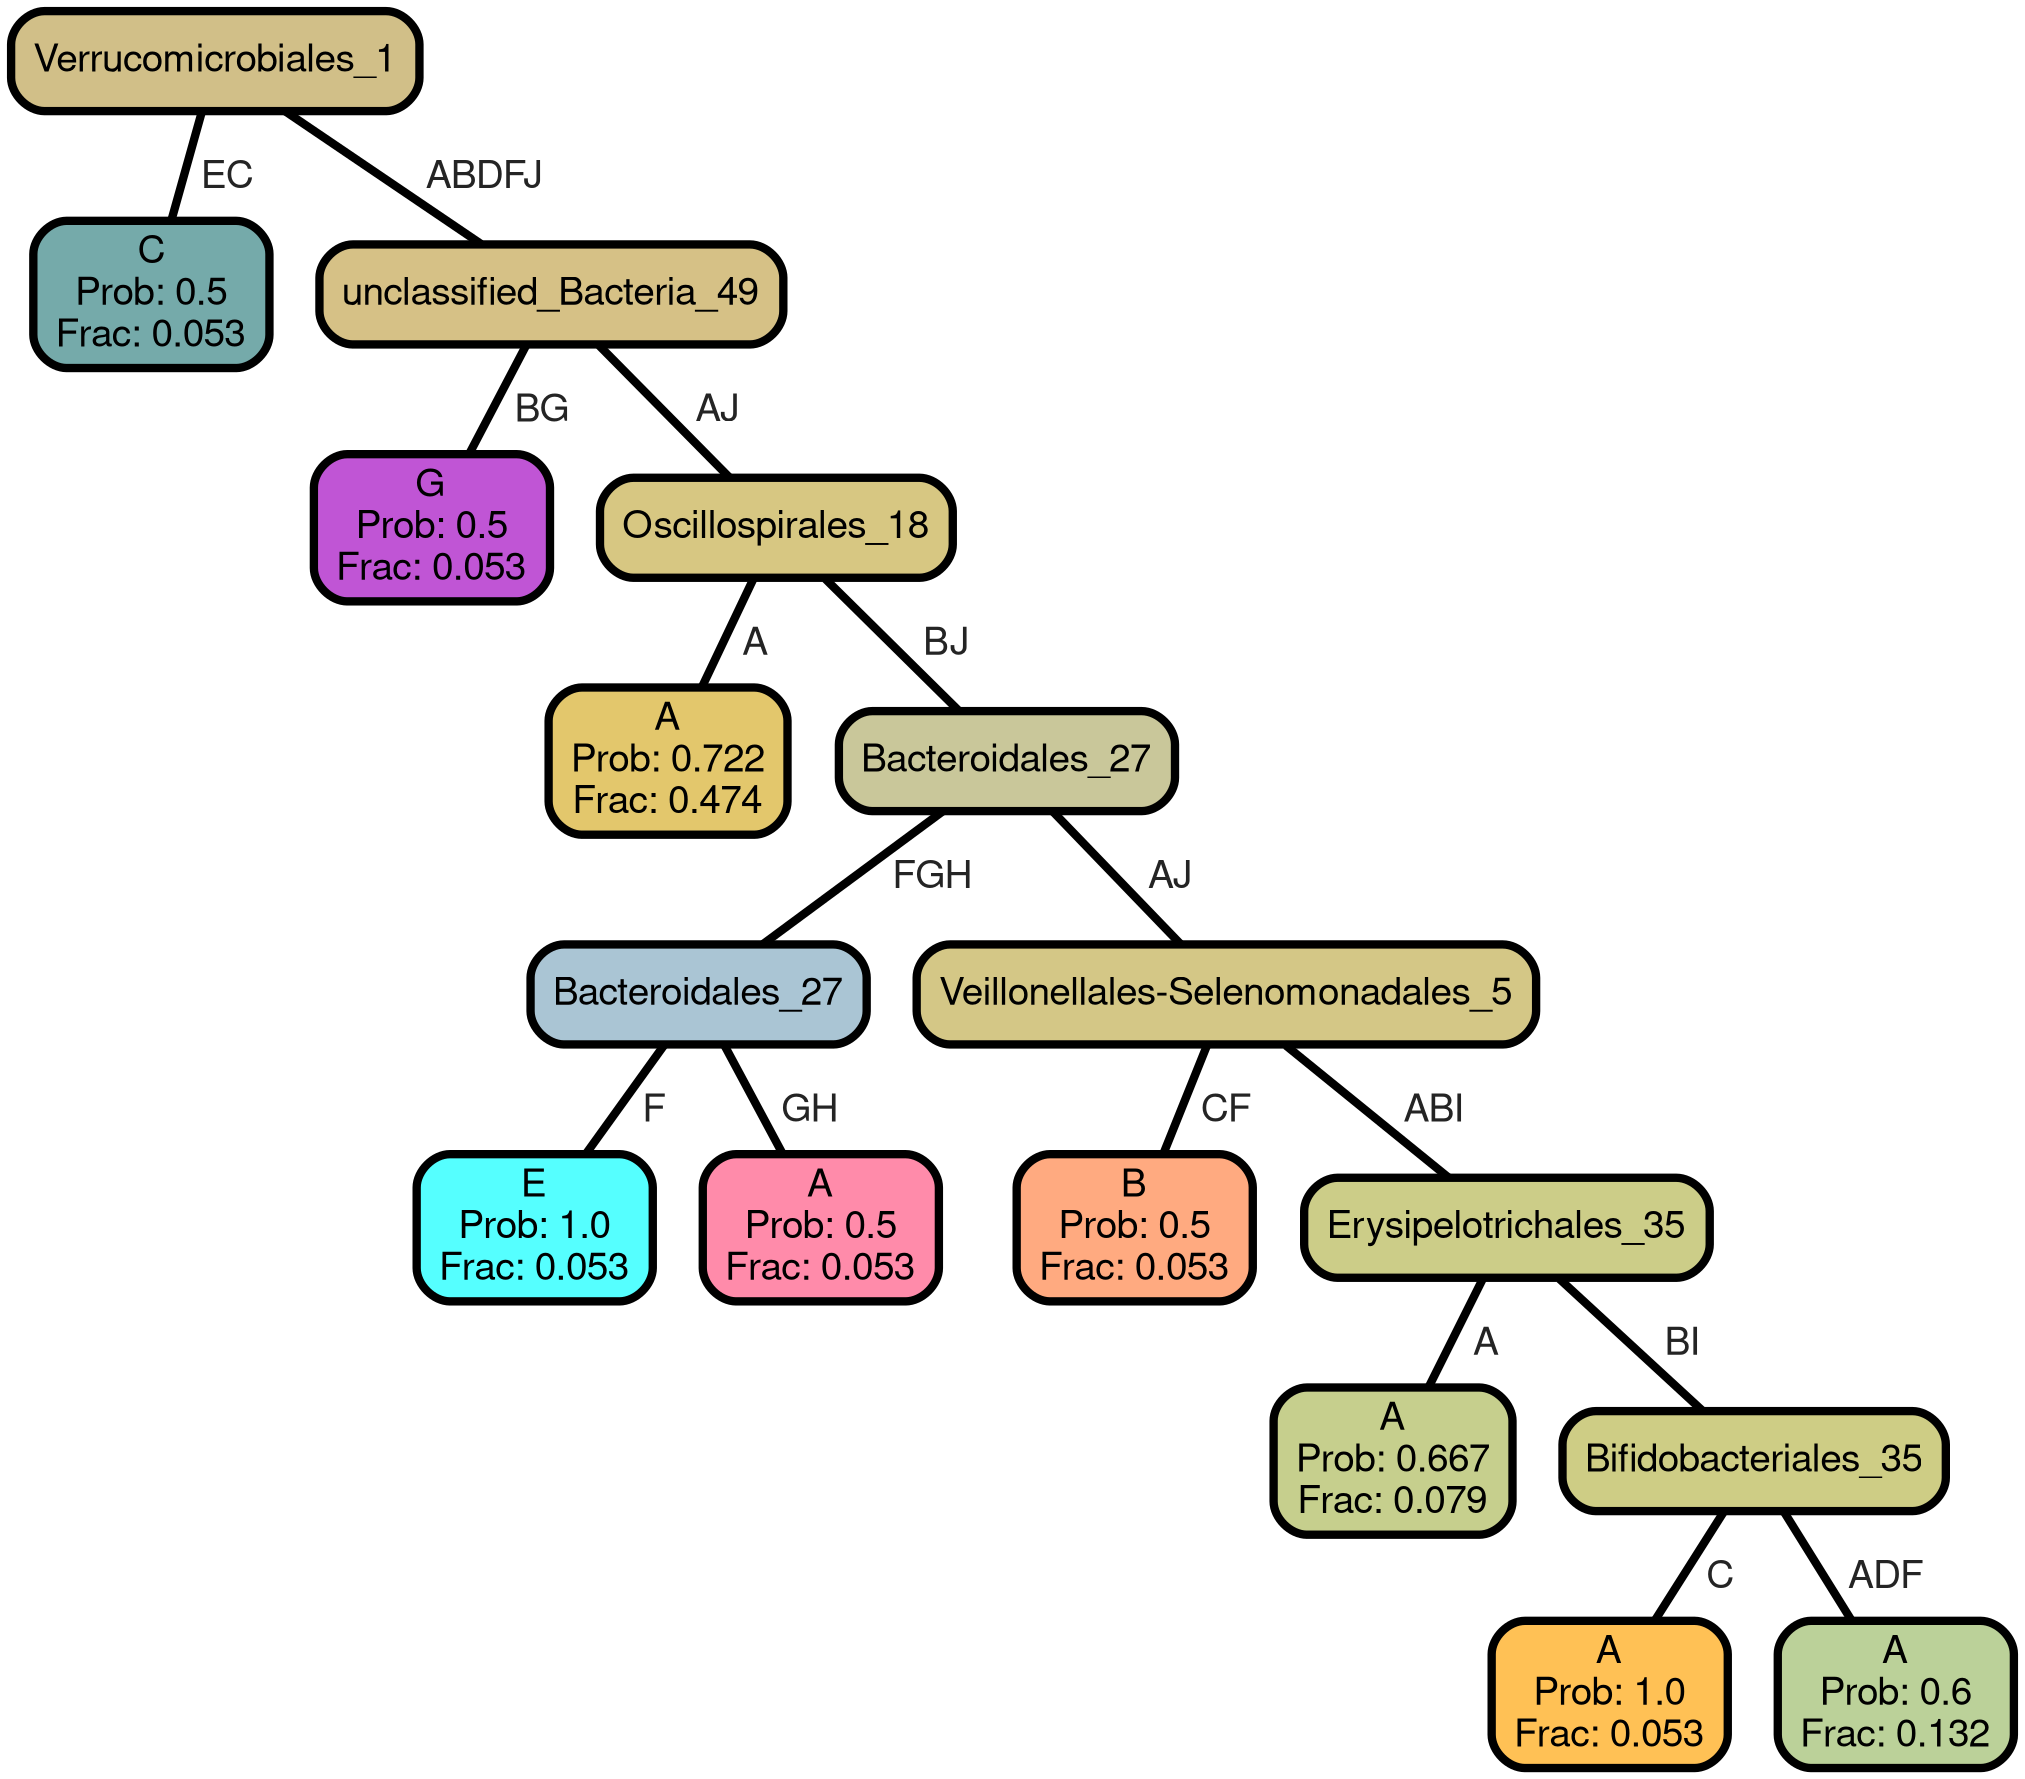 Verrucomicrobiales_1
EC
ABDFJ
C
Prob: 0.5
Frac: 0.053
unclassified_Bacteria_49
BG
AJ
G
Prob: 0.5
Frac: 0.053
Oscillospirales_18
A
BJ
A
Prob: 0.722
Frac: 0.474
Bacteroidales_27
FGH
AJ
Bacteroidales_27
Veillonellales-Selenomonadales_5
F
GH
CF
ABI
E
Prob: 1.0
Frac: 0.053
A
Prob: 0.5
Frac: 0.053
B
Prob: 0.5
Frac: 0.053
Erysipelotrichales_35
A
BI
A
Prob: 0.667
Frac: 0.079
Bifidobacteriales_35
C
ADF
A
Prob: 1.0
Frac: 0.053
A
Prob: 0.6
Frac: 0.132